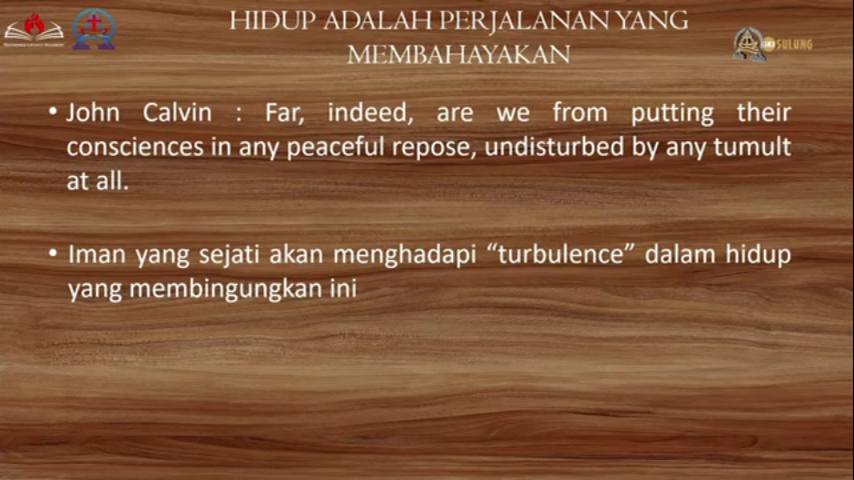 HIDUP ADALAH PERJALANAN YANG
MEMBAHAYAKAN
SULUNG
• John Calvin : Far, indeed, are we from putting their
consciences in any peaceful repose, undisturbed by any tumult
at all.
• Iman yang sejati akan menghadapi “turbulence” dalam hidup
yang membingungkan ini